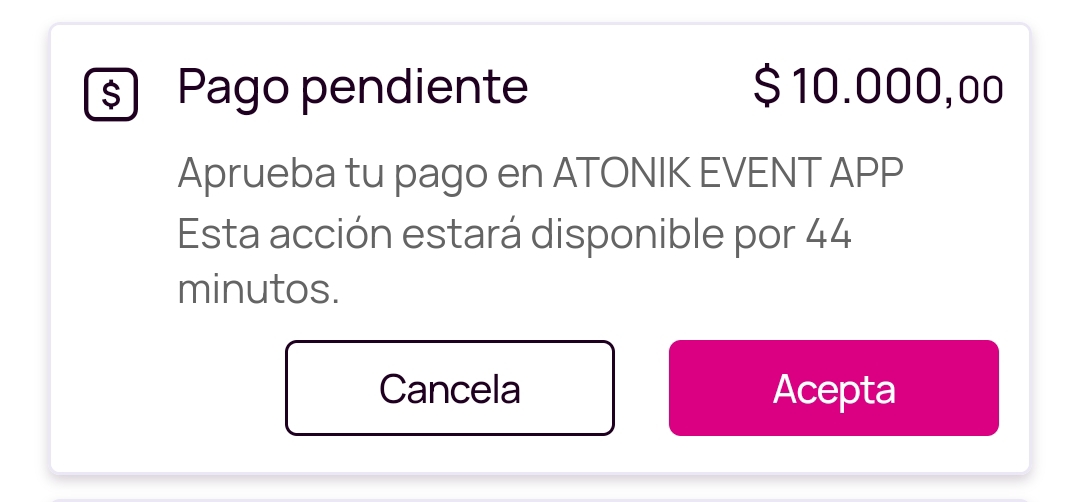 $ Pago pendiente $ 10.000,00
Aprueba tu pago en ATONIK EVENT APP
Esta acción estará disponible por 44
minutos.
Cancela Acepta